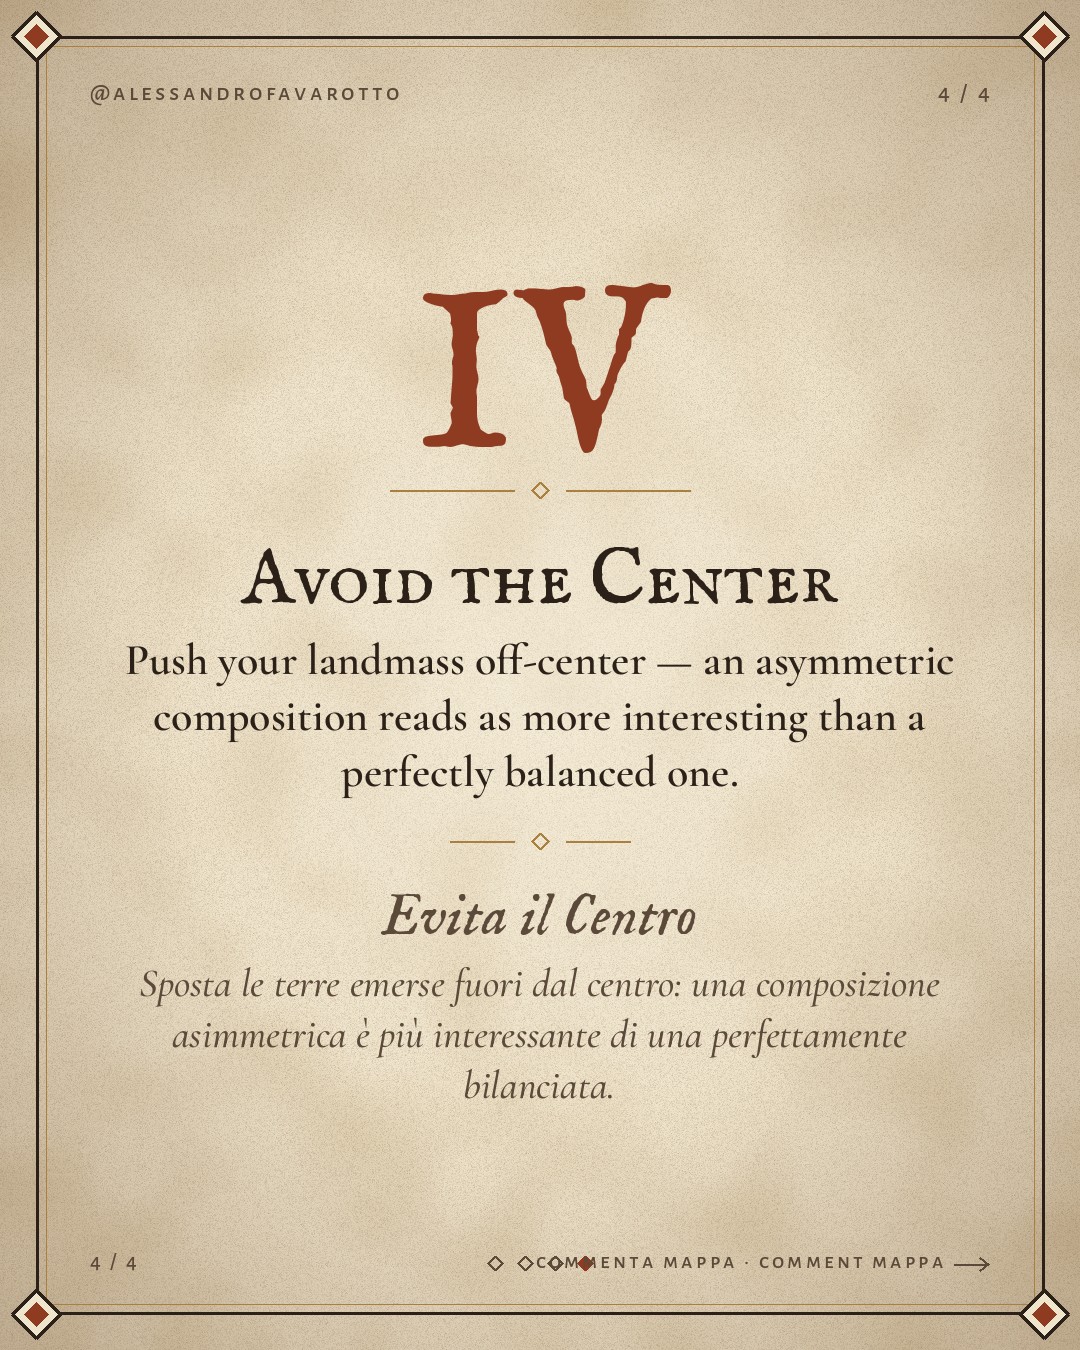 @ALESSANDROFAVAROTTO
4 / 4
IV
Avoid the Center
Push your landmass off-center — an asymmetric
composition reads as more interesting than a
perfectly balanced one.
Evita il Centro
Sposta le terre emerse fuori dal centro: una composizione
asimmetrica è più interessante di una perfettamente
bilanciata.
4 / 4
COMMENTA MAPPA · COMMENT MAPPA